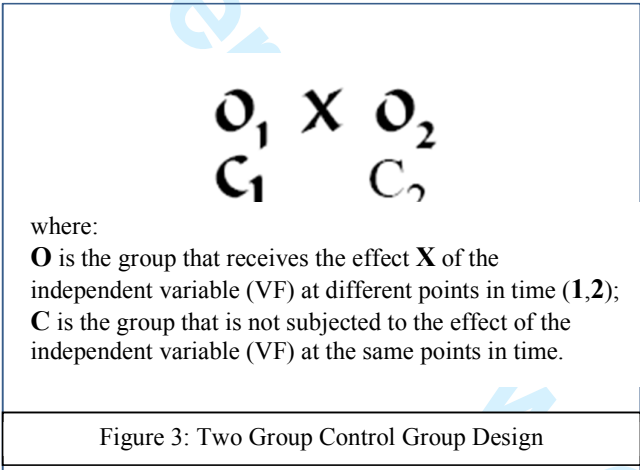 O1 X O2
C1 C2
where:
O is the group that receives the effect X of the
independent variable (VF) at different points in time (1,2);
C is the group that is not subjected to the effect of the
independent variable (VF) at the same points in time.
Figure 3: Two Group Control Group Design